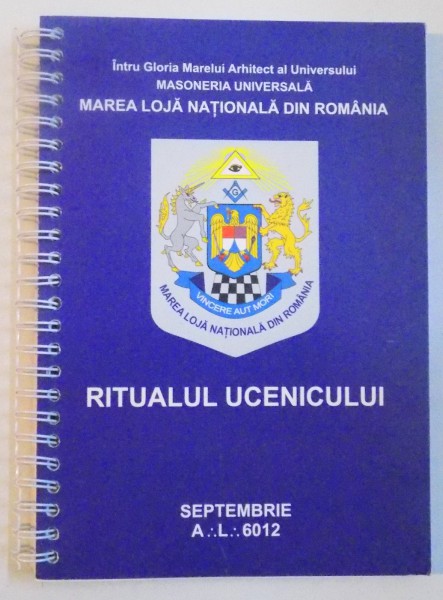 Întru Gloria Marelui Arhitect al Universului
MASONERIA UNIVERSALĂ
MAREA LOJĂ NAȚIONALĂ DIN ROMÂNIA
G
VINCERE AUT MORI
MAREA LOJĂ NAȚIONALĂ DIN ROMÂNIA
RITUALUL UCENICULUI
SEPTEMBRIE
A∴L∴6012